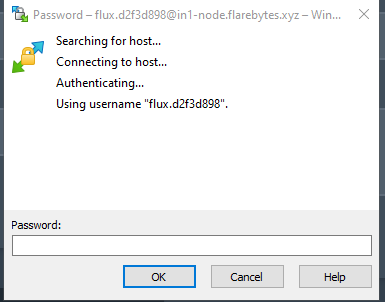 Password – flux.d2f3d898@in1-node.flarebytes.xyz – Win...
Searching for host...
Connecting to host...
Authenticating...
Using username "flux.d2f3d898".
Password:
OK
Cancel
Help